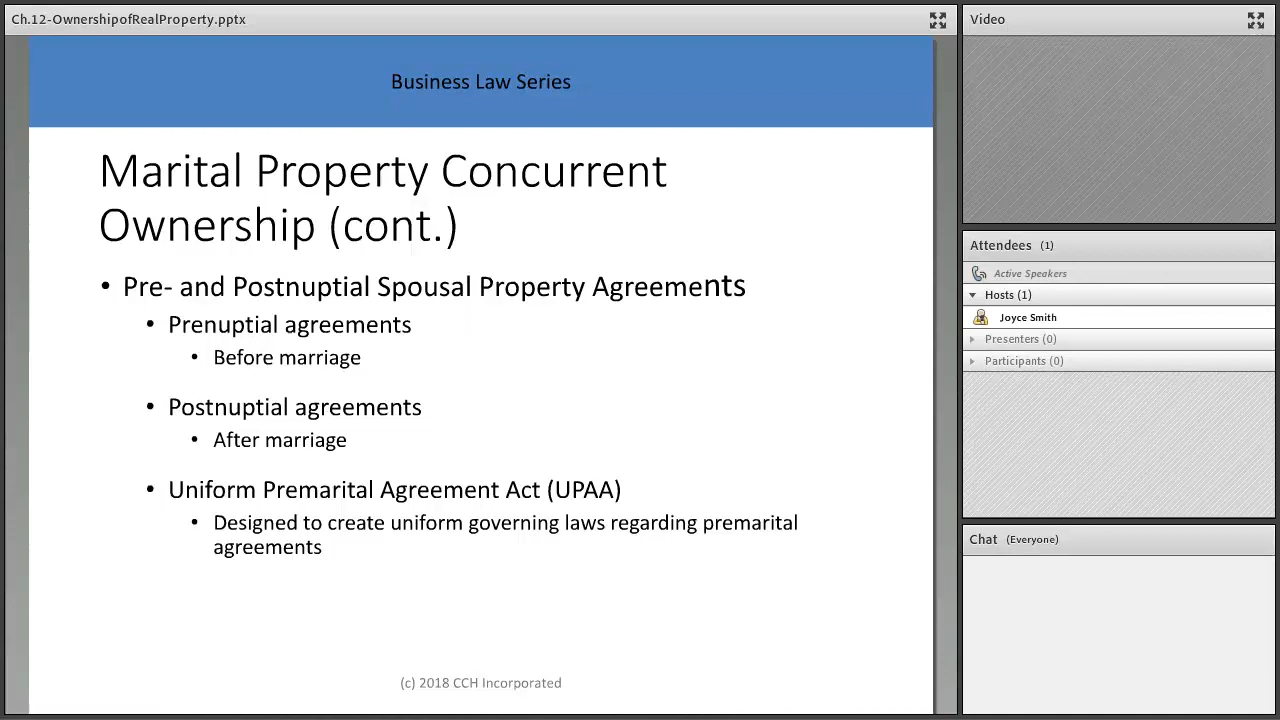 Ch.12-OwnershipofRealProperty.pptx
Business Law Series
Marital Property Concurrent
Ownership (cont.)
• Pre- and Postnuptial Spousal Property Agreements
• Prenuptial agreements
• Before marriage
• Postnuptial agreements
• After marriage
• Uniform Premarital Agreement Act (UPAA)
• Designed to create uniform governing laws regarding premarital
agreements
(c) 2018 CCH Incorporated
Video
Attendees (1)
Active Speakers
Hosts (1)
Joyce Smith
Presenters (0)
Participants (0)
Chat (Everyone)